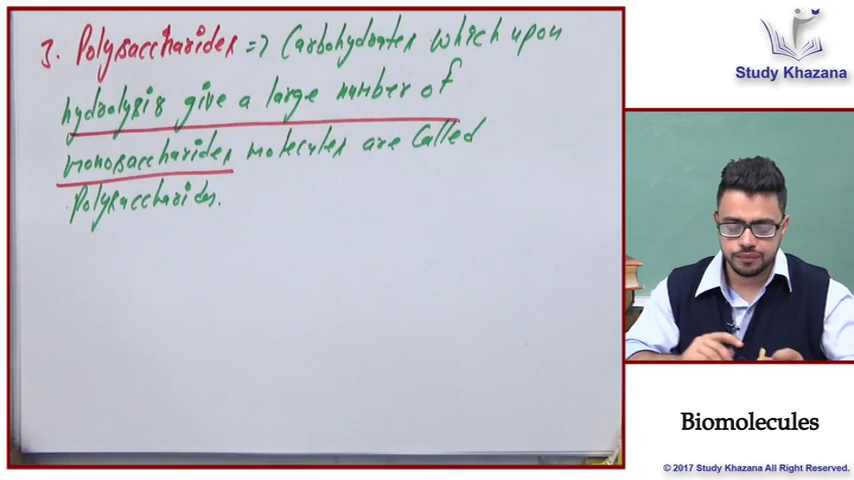 3. Polysaccharides => Carbohydrates which upon
hydrolysis give a large number of
monosaccharides molecules are called
Polysaccharides.
Study Khazana
Biomolecules
© 2017 Study Khazana All Right Reserved.